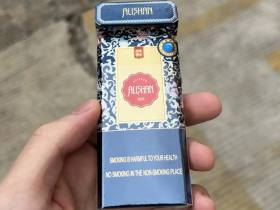 ALISHAN
ALISHAN
SMOKING IS HARMFUL TO YOUR HEALTH
NO SMOKING IN THE NON-SMOKING PLACE